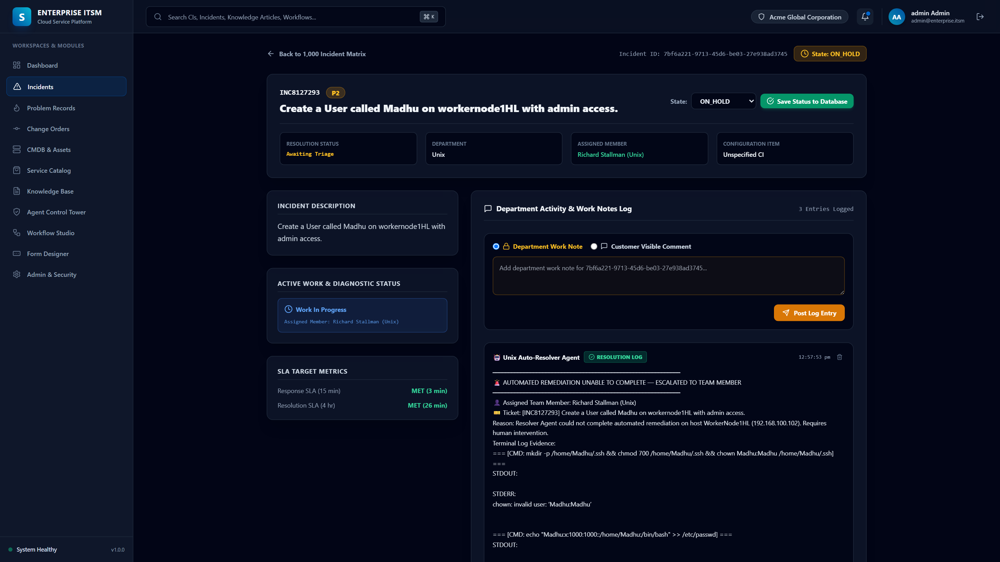 S
ENTERPRISE ITSM
Cloud Service Platform
Search CIs, Incidents, Knowledge Articles, Workflows...
⌘ K
Acme Global Corporation
AA
admin Admin
admin@enterprise.itsm
WORKSPACES & MODULES
Dashboard
Incidents
Problem Records
Change Orders
CMDB & Assets
Service Catalog
Knowledge Base
Agent Control Tower
Workflow Studio
Form Designer
Admin & Security
System Healthy
v1.0.0
Back to 1,000 Incident Matrix
Incident ID: 7bf6a221-9713-45d6-be03-27e938ad3745
State: ON_HOLD
INC8127293
P2
Create a User called Madhu on workernode1HL with admin access.
State:
ON_HOLD
Save Status to Database
RESOLUTION STATUS
Awaiting Triage
DEPARTMENT
Unix
ASSIGNED MEMBER
Richard Stallman (Unix)
CONFIGURATION ITEM
Unspecified CI
INCIDENT DESCRIPTION
Create a User called Madhu on workernode1HL with
admin access.
ACTIVE WORK & DIAGNOSTIC STATUS
Work In Progress
Assigned Member: Richard Stallman (Unix)
SLA TARGET METRICS
Response SLA (15 min)
MET (3 min)
Resolution SLA (4 hr)
MET (26 min)
Department Activity & Work Notes Log
3 Entries Logged
Department Work Note
Customer Visible Comment
Add department work note for 7bf6a221-9713-45d6-be03-27e938ad3745...
Post Log Entry
Unix Auto-Resolver Agent
RESOLUTION LOG
12:57:53 pm
🚨 AUTOMATED REMEDIATION UNABLE TO COMPLETE — ESCALATED TO TEAM MEMBER
👤 Assigned Team Member: Richard Stallman (Unix)
🎫 Ticket: [INC8127293] Create a User called Madhu on workernode1HL with admin access.
Reason: Resolver Agent could not complete automated remediation on host WorkerNode1HL (192.168.100.102). Requires
human intervention.
Terminal Log Evidence:
=== [CMD: mkdir -p /home/Madhu/.ssh && chmod 700 /home/Madhu/.ssh && chown Madhu:Madhu /home/Madhu/.ssh]
===
STDOUT:
STDERR:
chown: invalid user: ‘Madhu:Madhu’
=== [CMD: echo "Madhu:x:1000:1000::/home/Madhu:/bin/bash" >> /etc/passwd] ===
STDOUT: